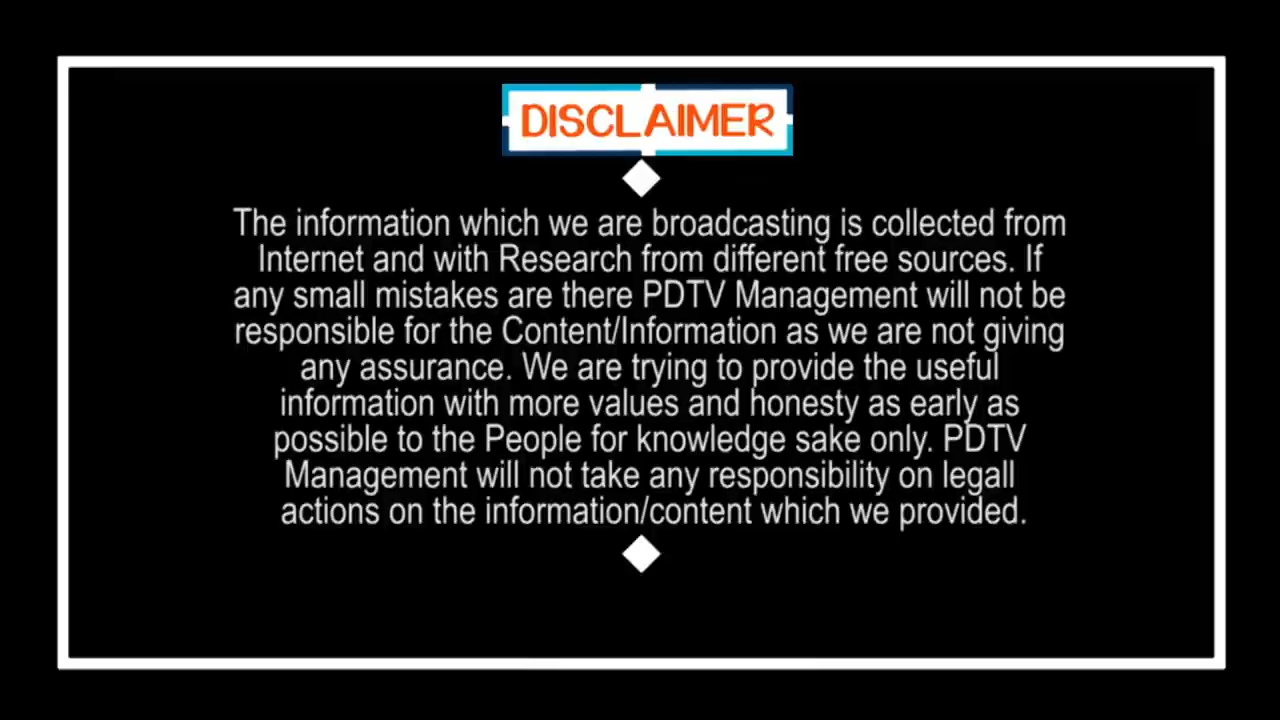 DISCLAIMER
The information which we are broadcasting is collected from
Internet and with Research from different free sources. If
any small mistakes are there PDTV Management will not be
responsible for the Content/Information as we are not giving
any assurance. We are trying to provide the useful
information with more values and honesty as early as
possible to the People for knowledge sake only. PDTV
Management will not take any responsibility on legall
actions on the information/content which we provided.